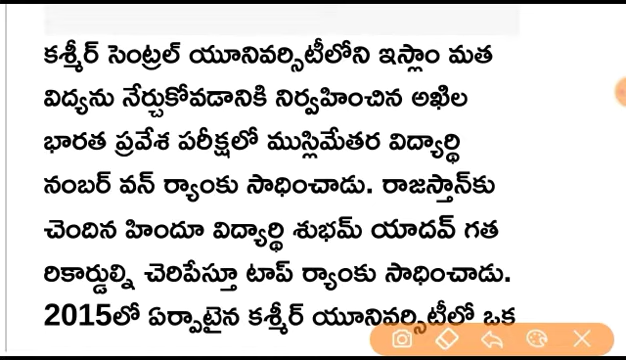 కశ్మీర్ సెంట్రల్ యూనివర్సిటీలోని ఇస్లాం మత
విద్యను నేర్చుకోవడానికి నిర్వహించిన అఖిల
భారత ప్రవేశ పరీక్షలో ముస్లిమేతర విద్యార్థి
నంబర్ వన్ ర్యాంకు సాధించాడు. రాజస్తాన్‌కు
చెందిన హిందూ విద్యార్థి శుభమ్ యాదవ్ గత
రికార్డుల్ని చెరిపేస్తూ టాప్ ర్యాంకు సాధించాడు.
2015లో ఏర్పాటైన కశ్మీర్ యూనివర్సిటీలో ఒక